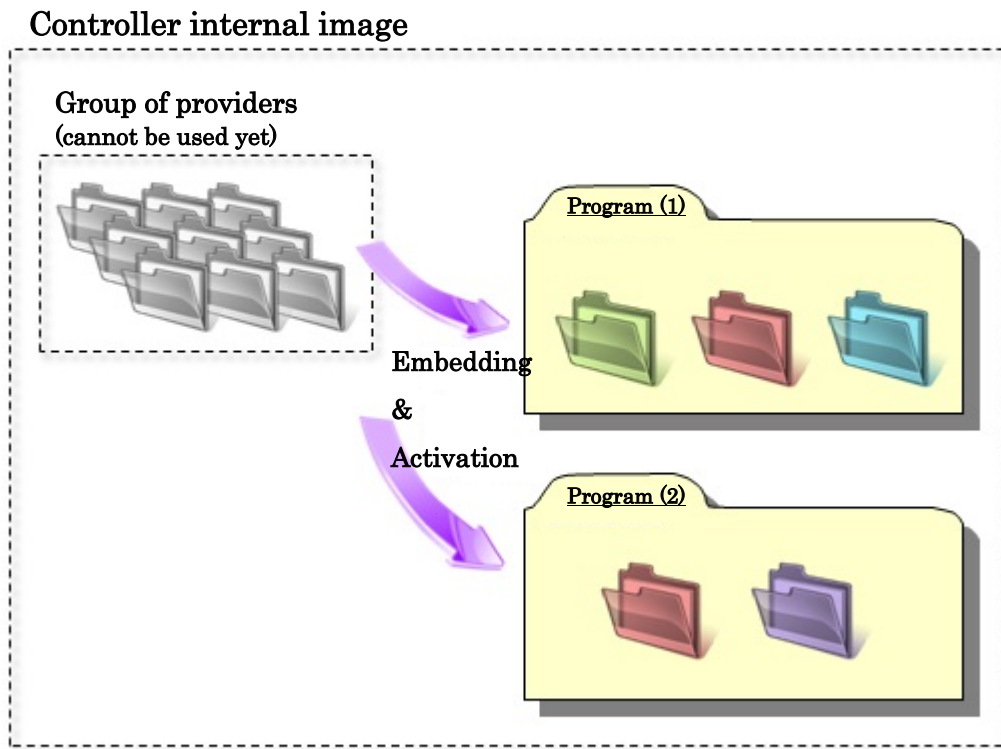 Controller internal image
Group of providers
(cannot be used yet)
Program (1)
Embedding
&
Activation
Program (2)